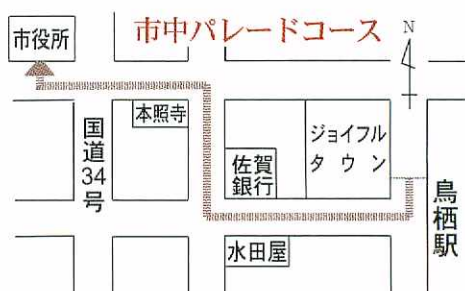 市中パレードコース
市役所
N
本照寺
国道34号
佐賀
銀行
ジョイフル
タウン
鳥栖駅
水田屋